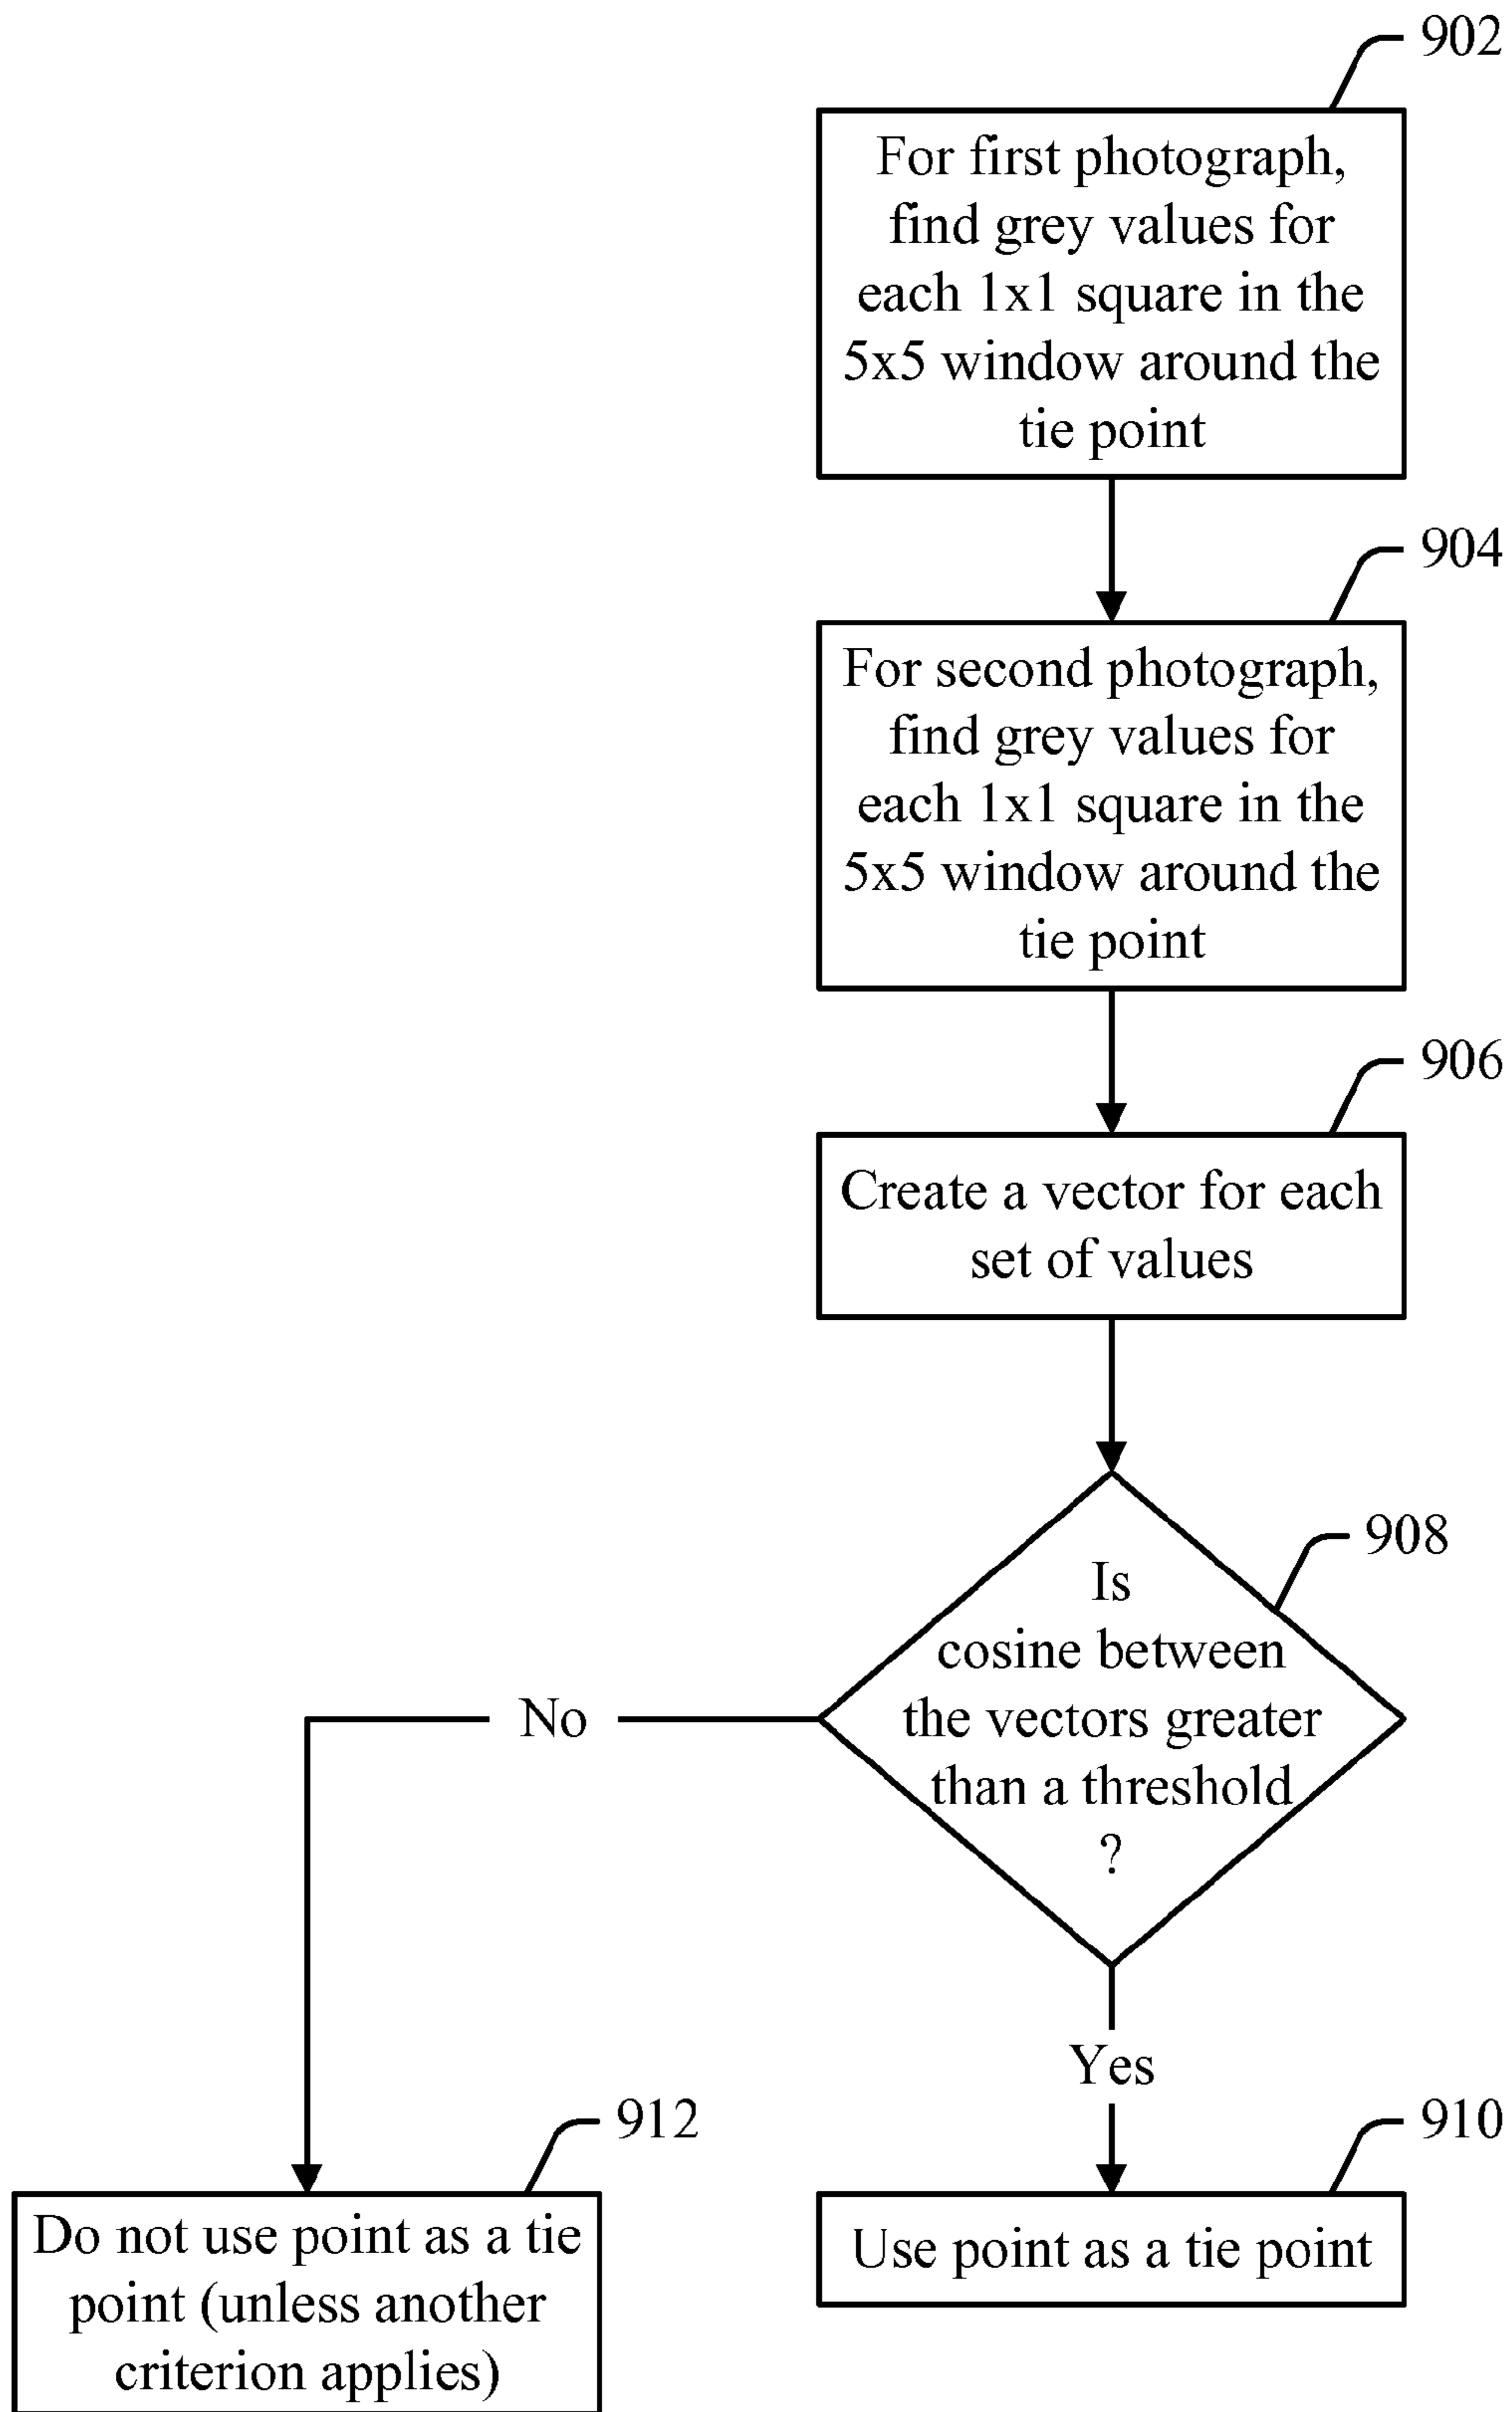 902
For first photograph,
find grey values for
each 1x1 square in the
5x5 window around the
tie point
904
For second photograph,
find grey values for
each 1x1 square in the
5x5 window around the
tie point
906
Create a vector for each
set of values
908
Is
cosine between
the vectors greater
than a threshold
?
No
Yes
912
Do not use point as a tie
point (unless another
criterion applies)
910
Use point as a tie point